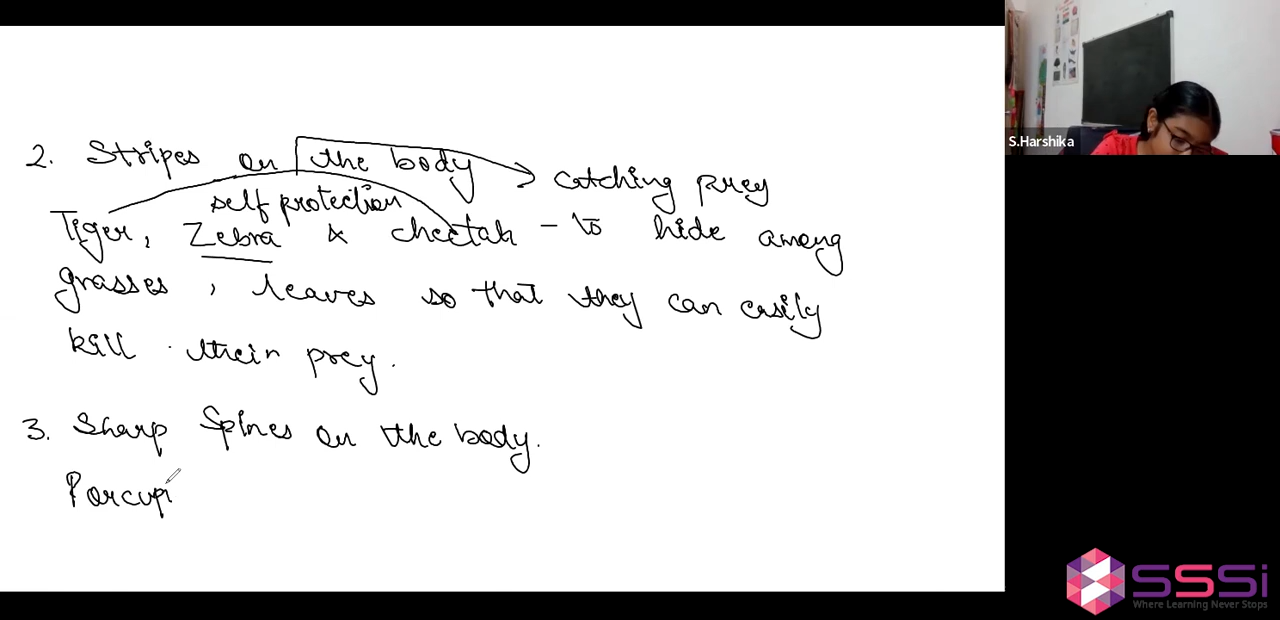 2. Stripes on the body → catching prey
self protection
Tiger, Zebra & cheetah - to hide among
grasses, leaves so that they can easily
kill their prey.
3. Sharp Spines on the body.
Porcupi
S.Harshika
SSSi
Where Learning Never Stops